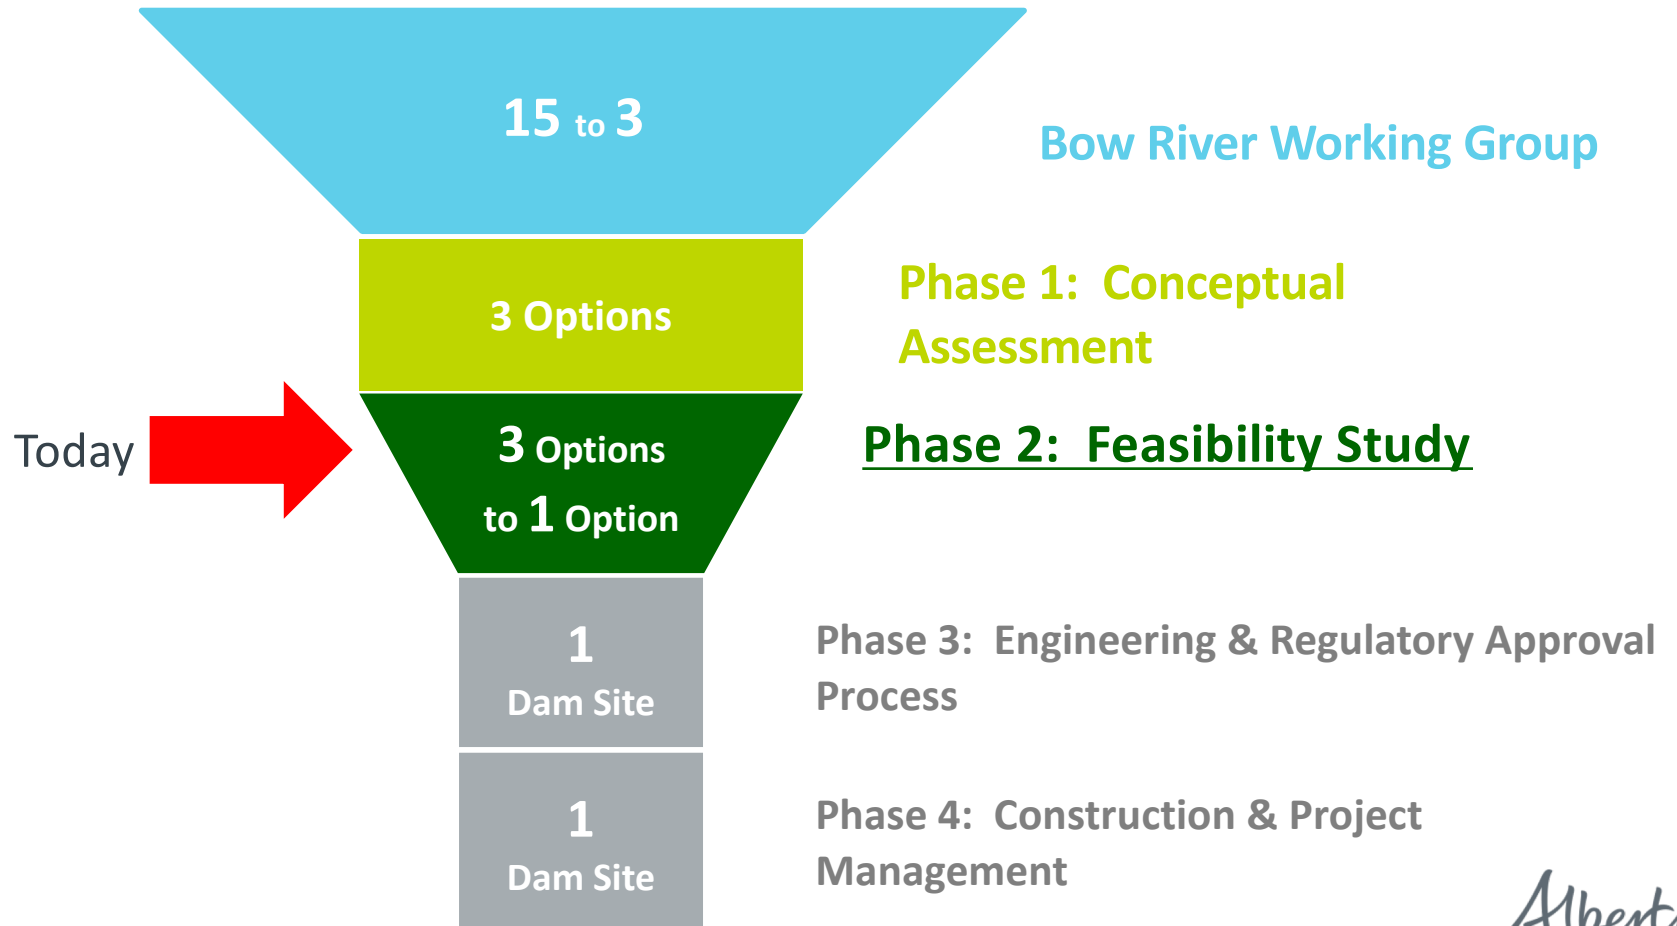 15 to 3
Bow River Working Group
3 Options
Phase 1:  Conceptual
Assessment
Today
3 Options
to 1 Option
Phase 2:  Feasibility Study
1
Dam Site
Phase 3:  Engineering & Regulatory Approval
Process
1
Dam Site
Phase 4:  Construction & Project
Management
Alberta